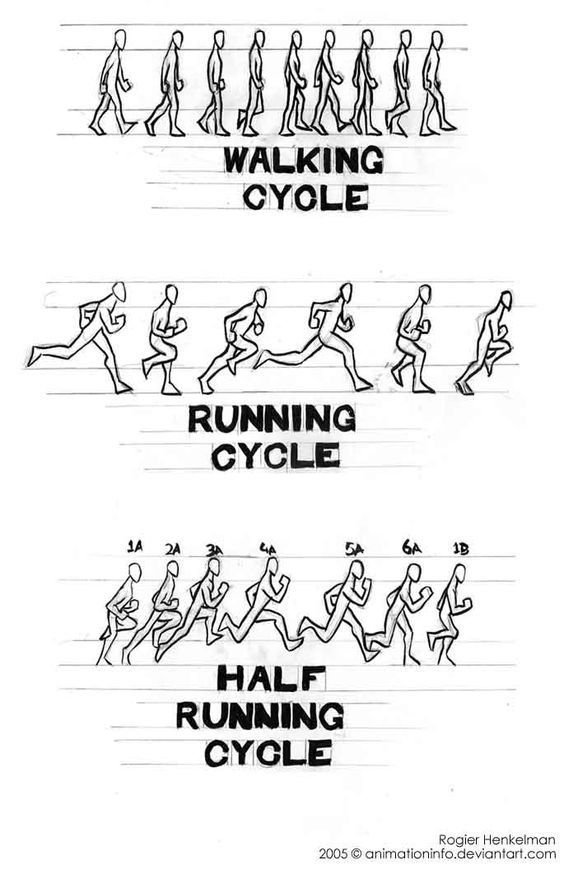 WALKING
CYCLE
RUNNING
CYCLE
1A 2A 3A 4A 5A 6A 1B
HALF
RUNNING
CYCLE
Rogier Henkelman
2005 © animationinfo.deviantart.com